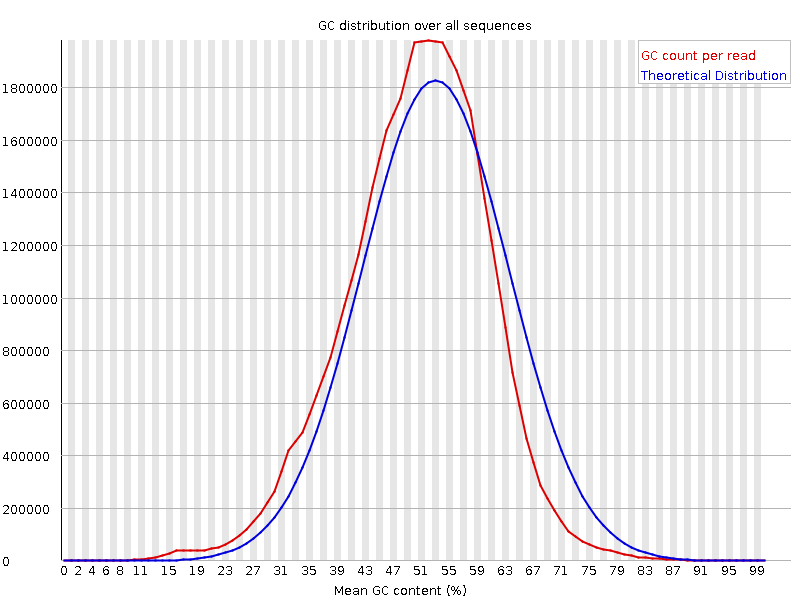 GC distribution over all sequences
GC count per read
Theoretical Distribution
1800000
1600000
1400000
1200000
1000000
800000
600000
400000
200000
0
0 2 4 6 8 11 15 19 23 27 31 35 39 43 47 51 55 59 63 67 71 75 79 83 87 91 95 99
Mean GC content (%)